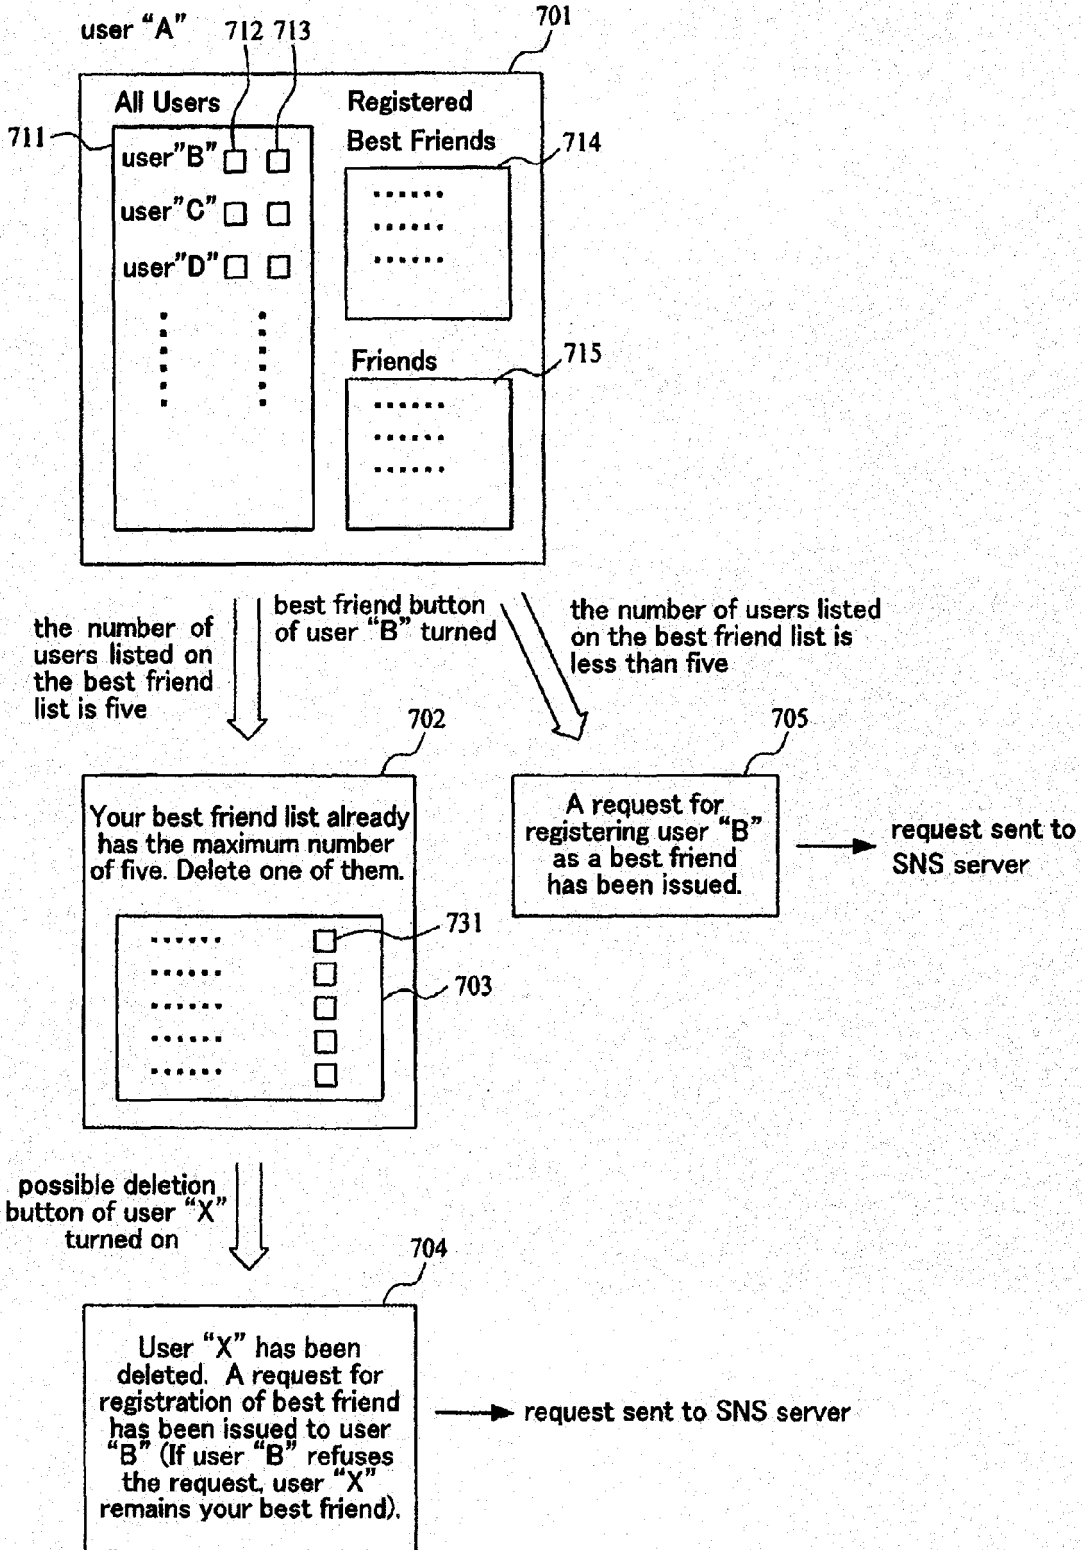 user “A”
712 713
701
All Users
Registered
Best Friends
711
714
user"B"
user"C"
user"D"
Friends
715
the number of
users listed on
the best friend
list is five
best friend button
of user “B” turned
the number of users listed
on the best friend list is
less than five
702
705
Your best friend list already
has the maximum number
of five. Delete one of them.
A request for
registering user “B”
as a best friend
has been issued.
request sent to
SNS server
731
703
possible deletion
button of user “X”
turned on
704
User “X” has been
deleted. A request for
registration of best friend
has been issued to user
“B” (If user “B” refuses
the request, user “X”
remains your best friend).
request sent to SNS server